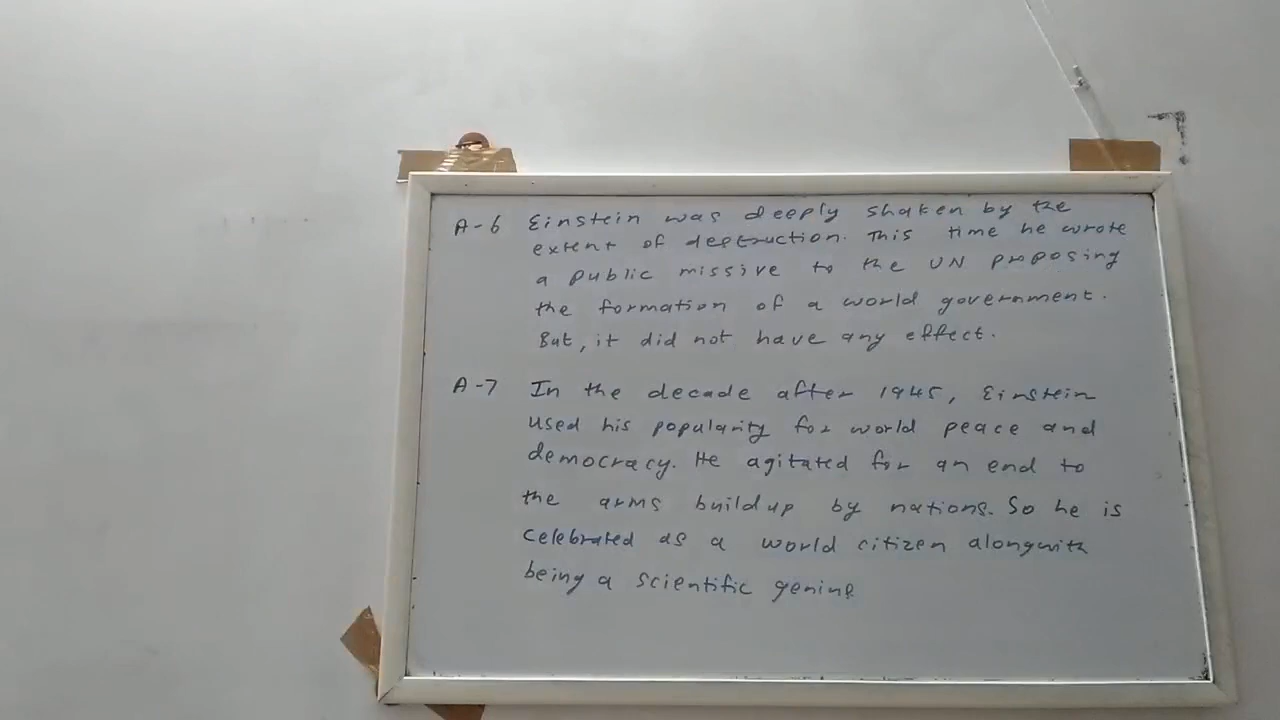 A-6 Einstein was deeply shaken by the
extent of destruction. This time he wrote
a public missive to the UN proposing
the formation of a world government.
But, it did not have any effect.
A-7 In the decade after 1945, Einstein
used his popularity for world peace and
democracy. He agitated for an end to
the arms buildup by nations. So he is
celebrated as a world citizen alongwith
being a scientific genius